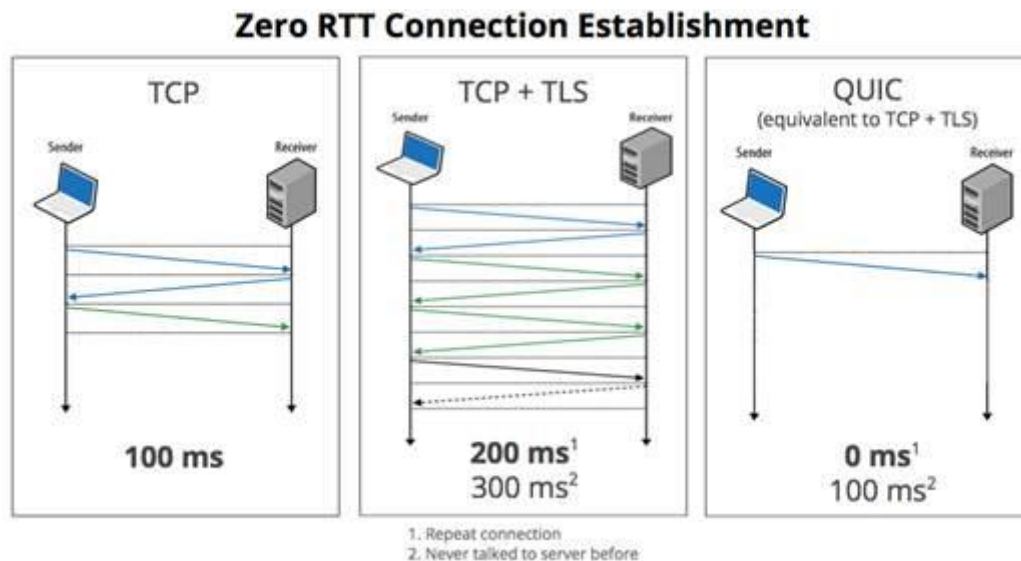 Zero RTT Connection Establishment
TCP
Sender
Receiver
100 ms
TCP + TLS
Sender
Receiver
200 ms¹
300 ms²
QUIC
(equivalent to TCP + TLS)
Sender
Receiver
0 ms¹
100 ms²
1. Repeat connection
2. Never talked to server before